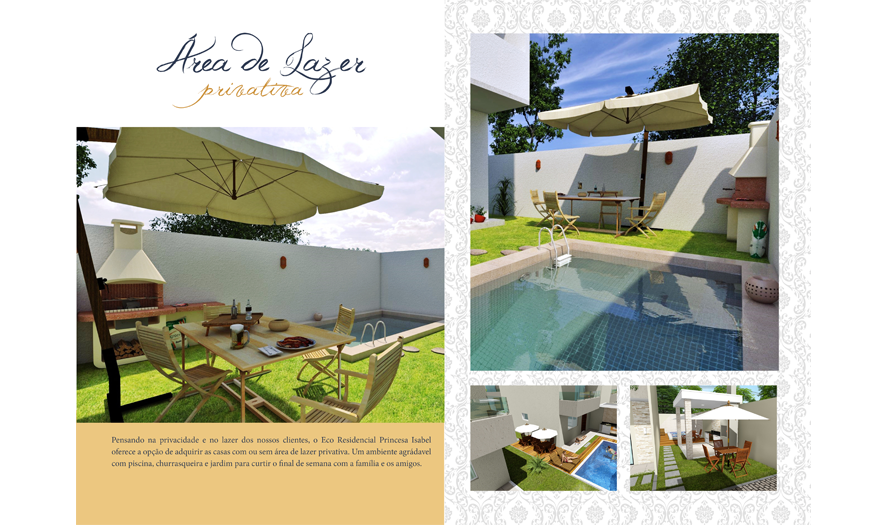 Área de Lazer
privativa
Pensando na privacidade e no lazer dos nossos clientes, o Eco Residencial Princesa Isabel
oferece a opção de adquirir as casas com ou sem área de lazer privativa. Um ambiente agrádavel
com piscina, churrasqueira e jardim para curtir o final de semana com a família e os amigos.